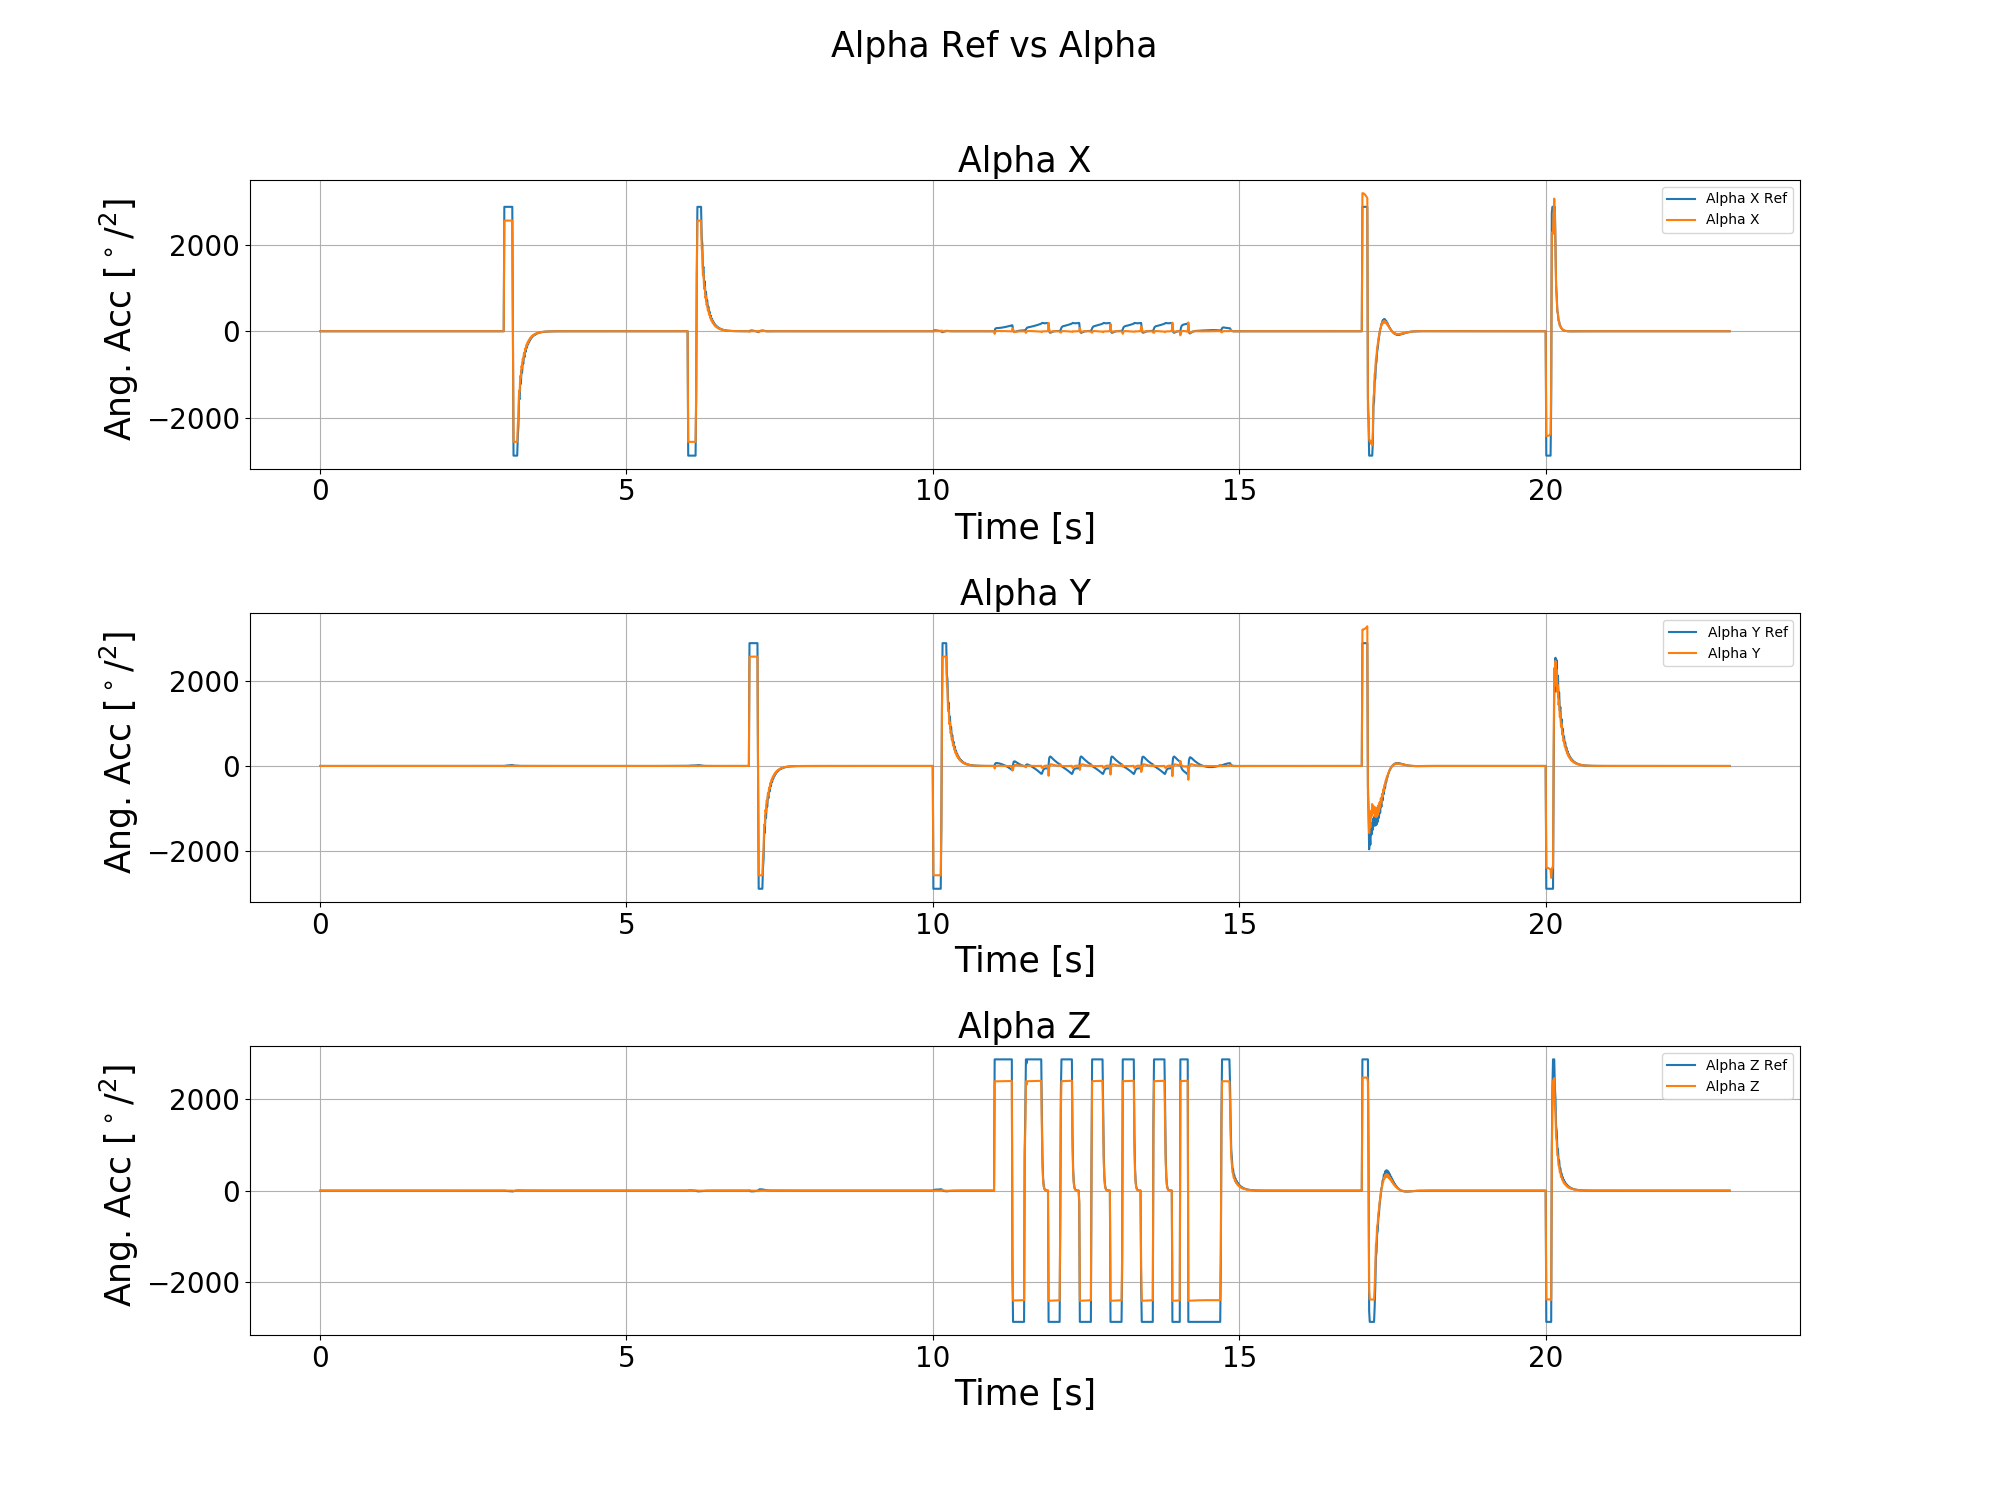 Alpha Ref vs Alpha
Alpha X
Ang. Acc [°/²]
2000
0
−2000
Alpha X Ref
Alpha X
0 5 10 15 20
Time [s]
Alpha Y
Ang. Acc [°/²]
2000
0
−2000
Alpha Y Ref
Alpha Y
0 5 10 15 20
Time [s]
Alpha Z
Ang. Acc [°/²]
2000
0
−2000
Alpha Z Ref
Alpha Z
0 5 10 15 20
Time [s]